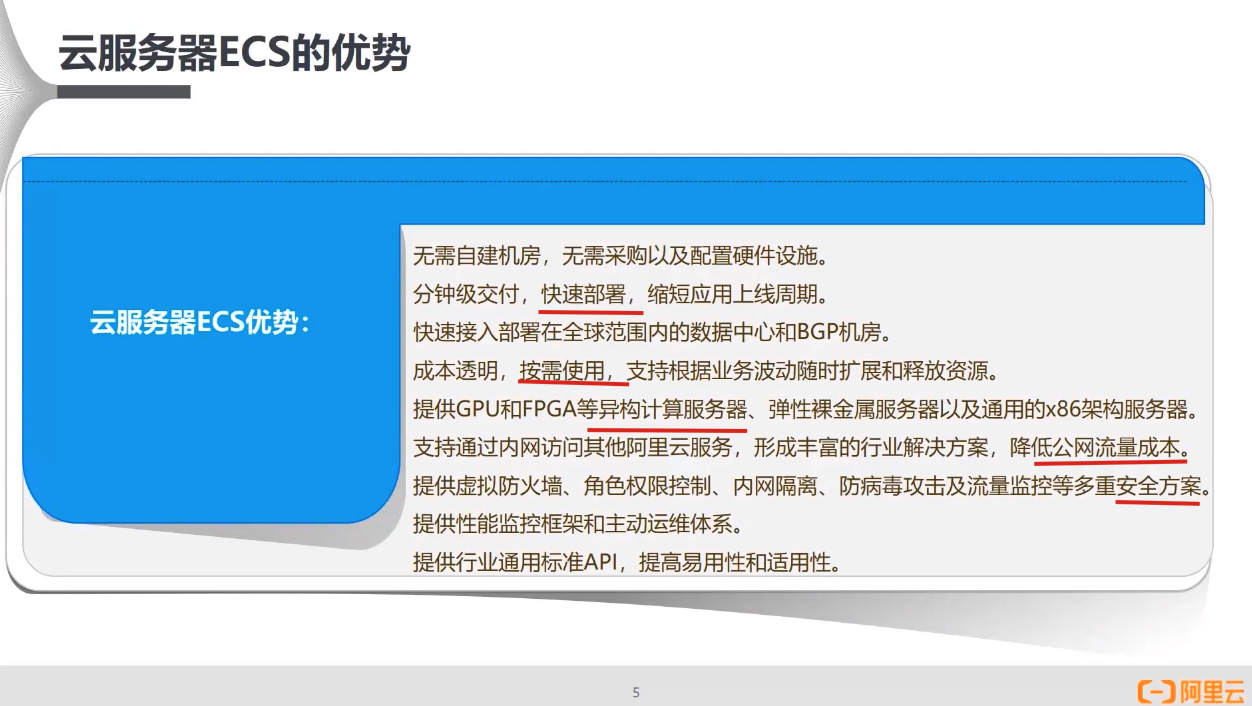 云服务器ECS的优势
云服务器ECS优势：
无需自建机房，无需采购以及配置硬件设施。
分钟级交付，快速部署，缩短应用上线周期。
快速接入部署在全球范围内的数据中心和BGP机房。
成本透明，按需使用，支持根据业务波动随时扩展和释放资源。
提供GPU和FPGA等异构计算服务器、弹性裸金属服务器以及通用的x86架构服务器。
支持通过内网访问其他阿里云服务，形成丰富的行业解决方案，降低公网流量成本。
提供虚拟防火墙、角色权限控制、内网隔离、防病毒攻击及流量监控等多重安全方案。
提供性能监控框架和主动运维体系。
提供行业通用标准API，提高易用性和适用性。
5
阿里云